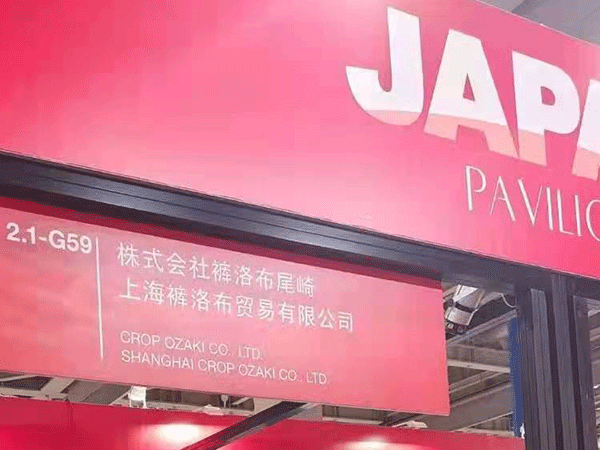 JAPA
PAVILIO
2.1-G59
株式会社裤洛布尾崎
上海裤洛布贸易有限公司
CROP OZAKI CO., LTD.
SHANGHAI CROP OZAKI CO., LTD